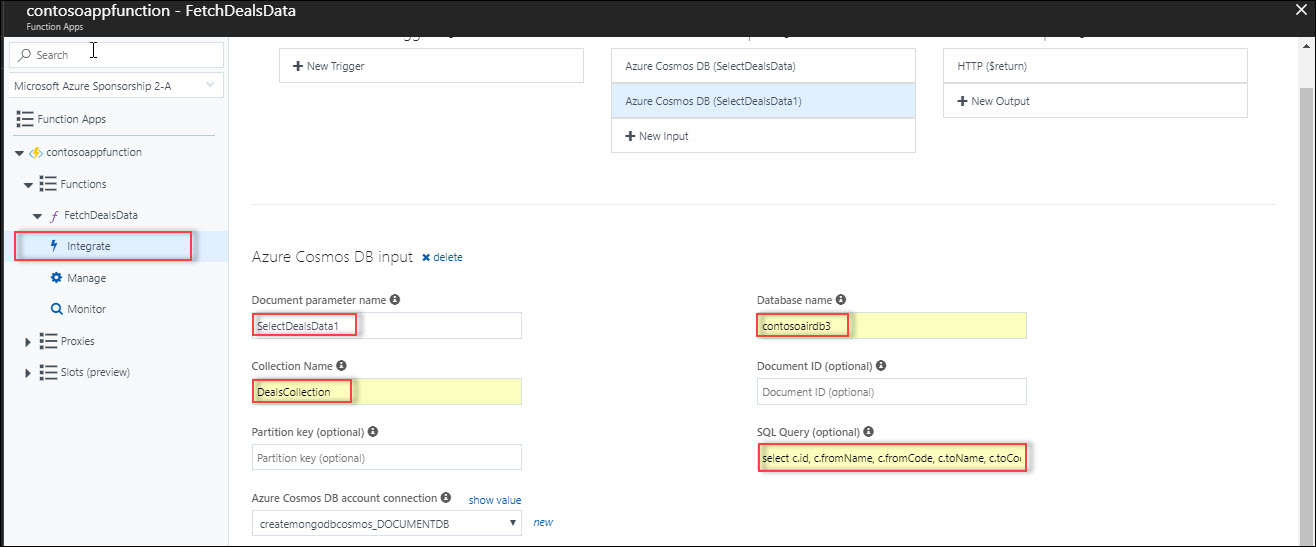 contosoappfunction - FetchDealsData
Function Apps
Search
Microsoft Azure Sponsorship 2-A
Function Apps
contosoappfunction
Functions
FetchDealsData
Integrate
Manage
Monitor
Proxies
Slots (preview)
New Trigger
Azure Cosmos DB (SelectDealsData)
Azure Cosmos DB (SelectDealsData1)
New Input
HTTP ($return)
New Output
Azure Cosmos DB input delete
Document parameter name
SelectDealsData1
Database name
contosoairdb3
Collection Name
DealsCollection
Document ID (optional)
Document ID (optional)
Partition key (optional)
Partition key (optional)
SQL Query (optional)
select c.id, c.fromName, c.fromCode, c.toName,
Azure Cosmos DB account connection show value
createmongodbcosmos_DOCUMENTDB new